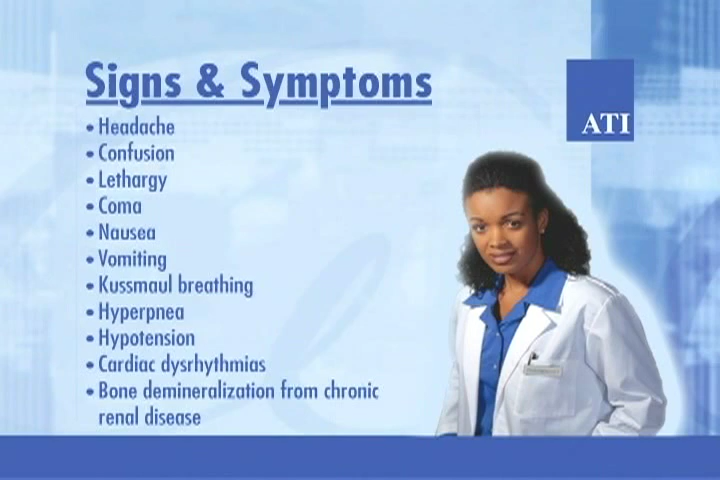 Signs & Symptoms
ATI
• Headache
• Confusion
• Lethargy
• Coma
• Nausea
• Vomiting
• Kussmaul breathing
• Hyperpnea
• Hypotension
• Cardiac dysrhythmias
• Bone demineralization from chronic
renal disease